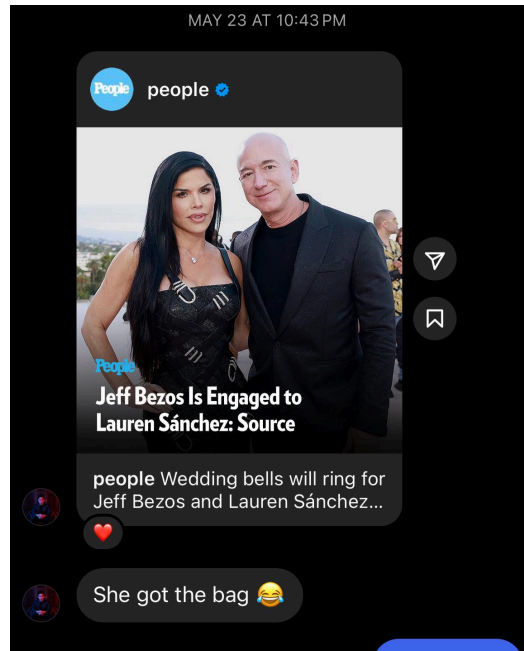 MAY 23 AT 10:43 PM
People
people
People
Jeff Bezos Is Engaged to
Lauren Sánchez: Source
people Wedding bells will ring for
Jeff Bezos and Lauren Sánchez...
❤️
She got the bag 😂